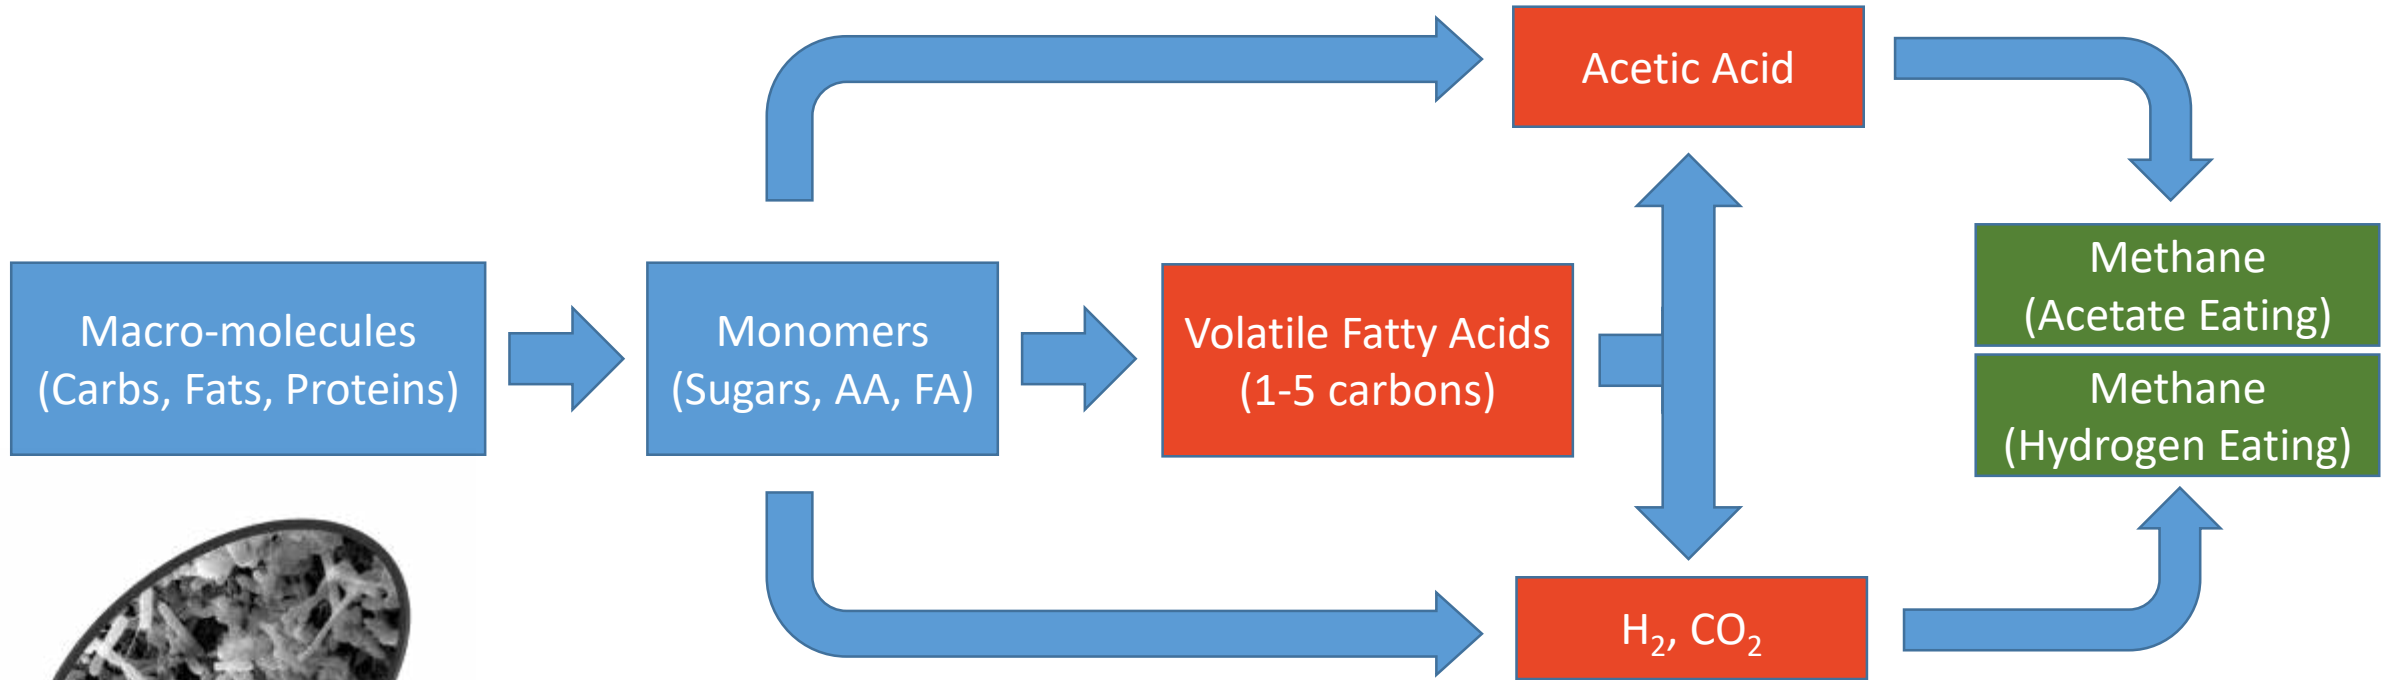 Acetic Acid
Macro-molecules
(Carbs, Fats, Proteins)
Monomers
(Sugars, AA, FA)
Volatile Fatty Acids
(1-5 carbons)
Methane
(Acetate Eating)
Methane
(Hydrogen Eating)
H₂, CO₂